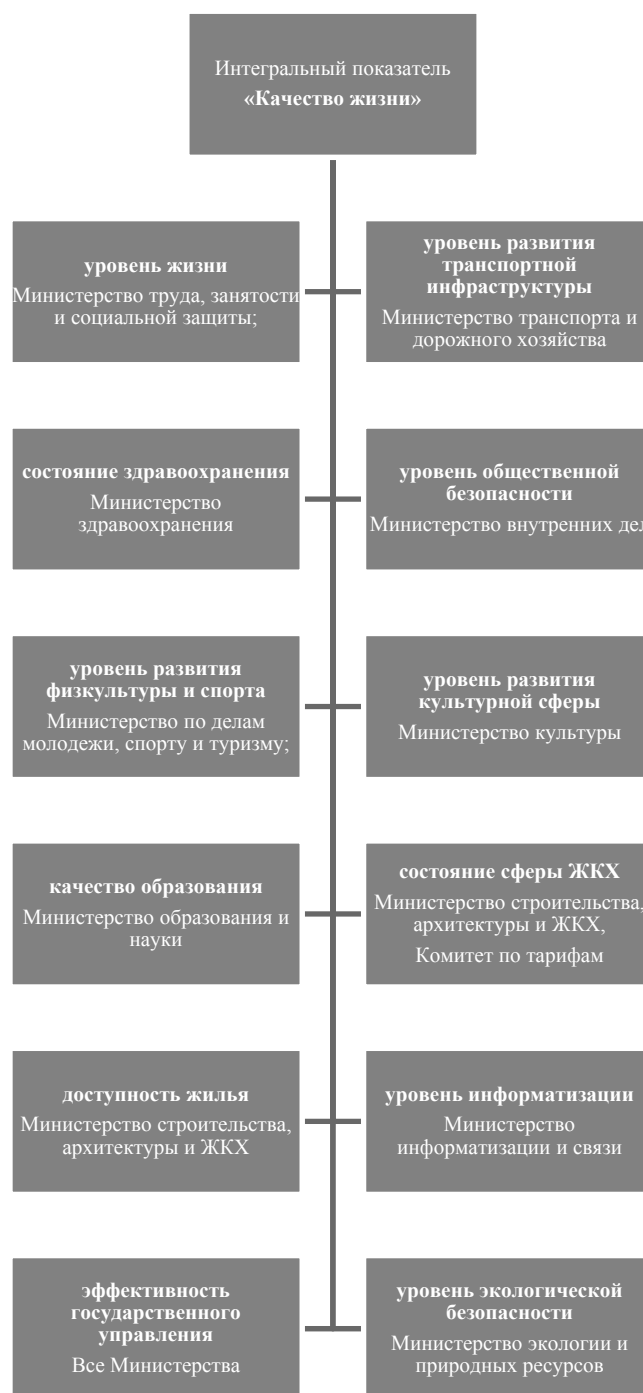 Интегральный показатель
«Качество жизни»
уровень жизни
Министерство труда, занятости
и социальной защиты;
уровень развития
транспортной
инфраструктуры
Министерство транспорта и
дорожного хозяйства
состояние здравоохранения
Министерство
здравоохранения
уровень общественной
безопасности
Министерство внутренних дел
уровень развития
физкультуры и спорта
Министерство по делам
молодежи, спорту и туризму;
уровень развития
культурной сферы
Министерство культуры
качество образования
Министерство образования и
науки
состояние сферы ЖКХ
Министерство строительства,
архитектуры и ЖКХ,
Комитет по тарифам
доступность жилья
Министерство строительства,
архитектуры и ЖКХ
уровень информатизации
Министерство
информатизации и связи
эффективность
государственного
управления
Все Министерства
уровень экологической
безопасности
Министерство экологии и
природных ресурсов